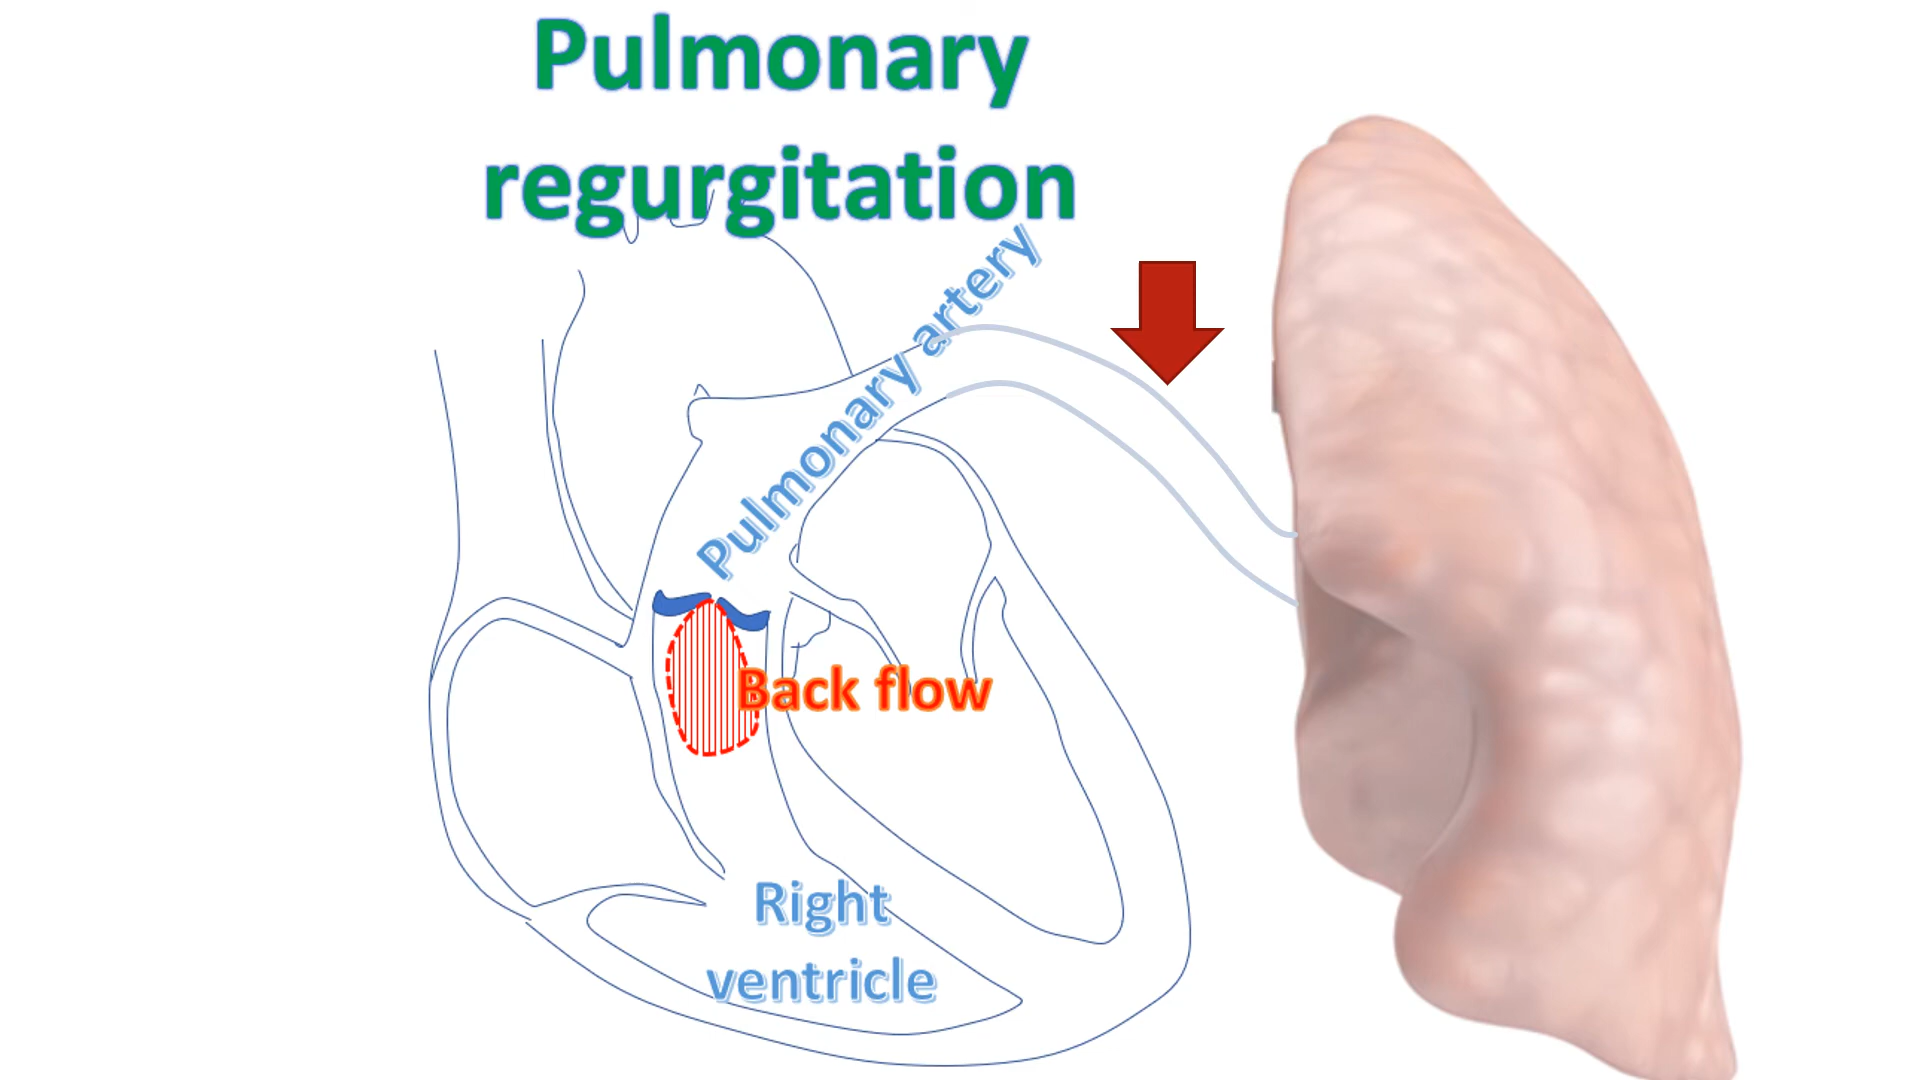 Pulmonary
regurgitation
Pulmonary artery
Back flow
Right
ventricle